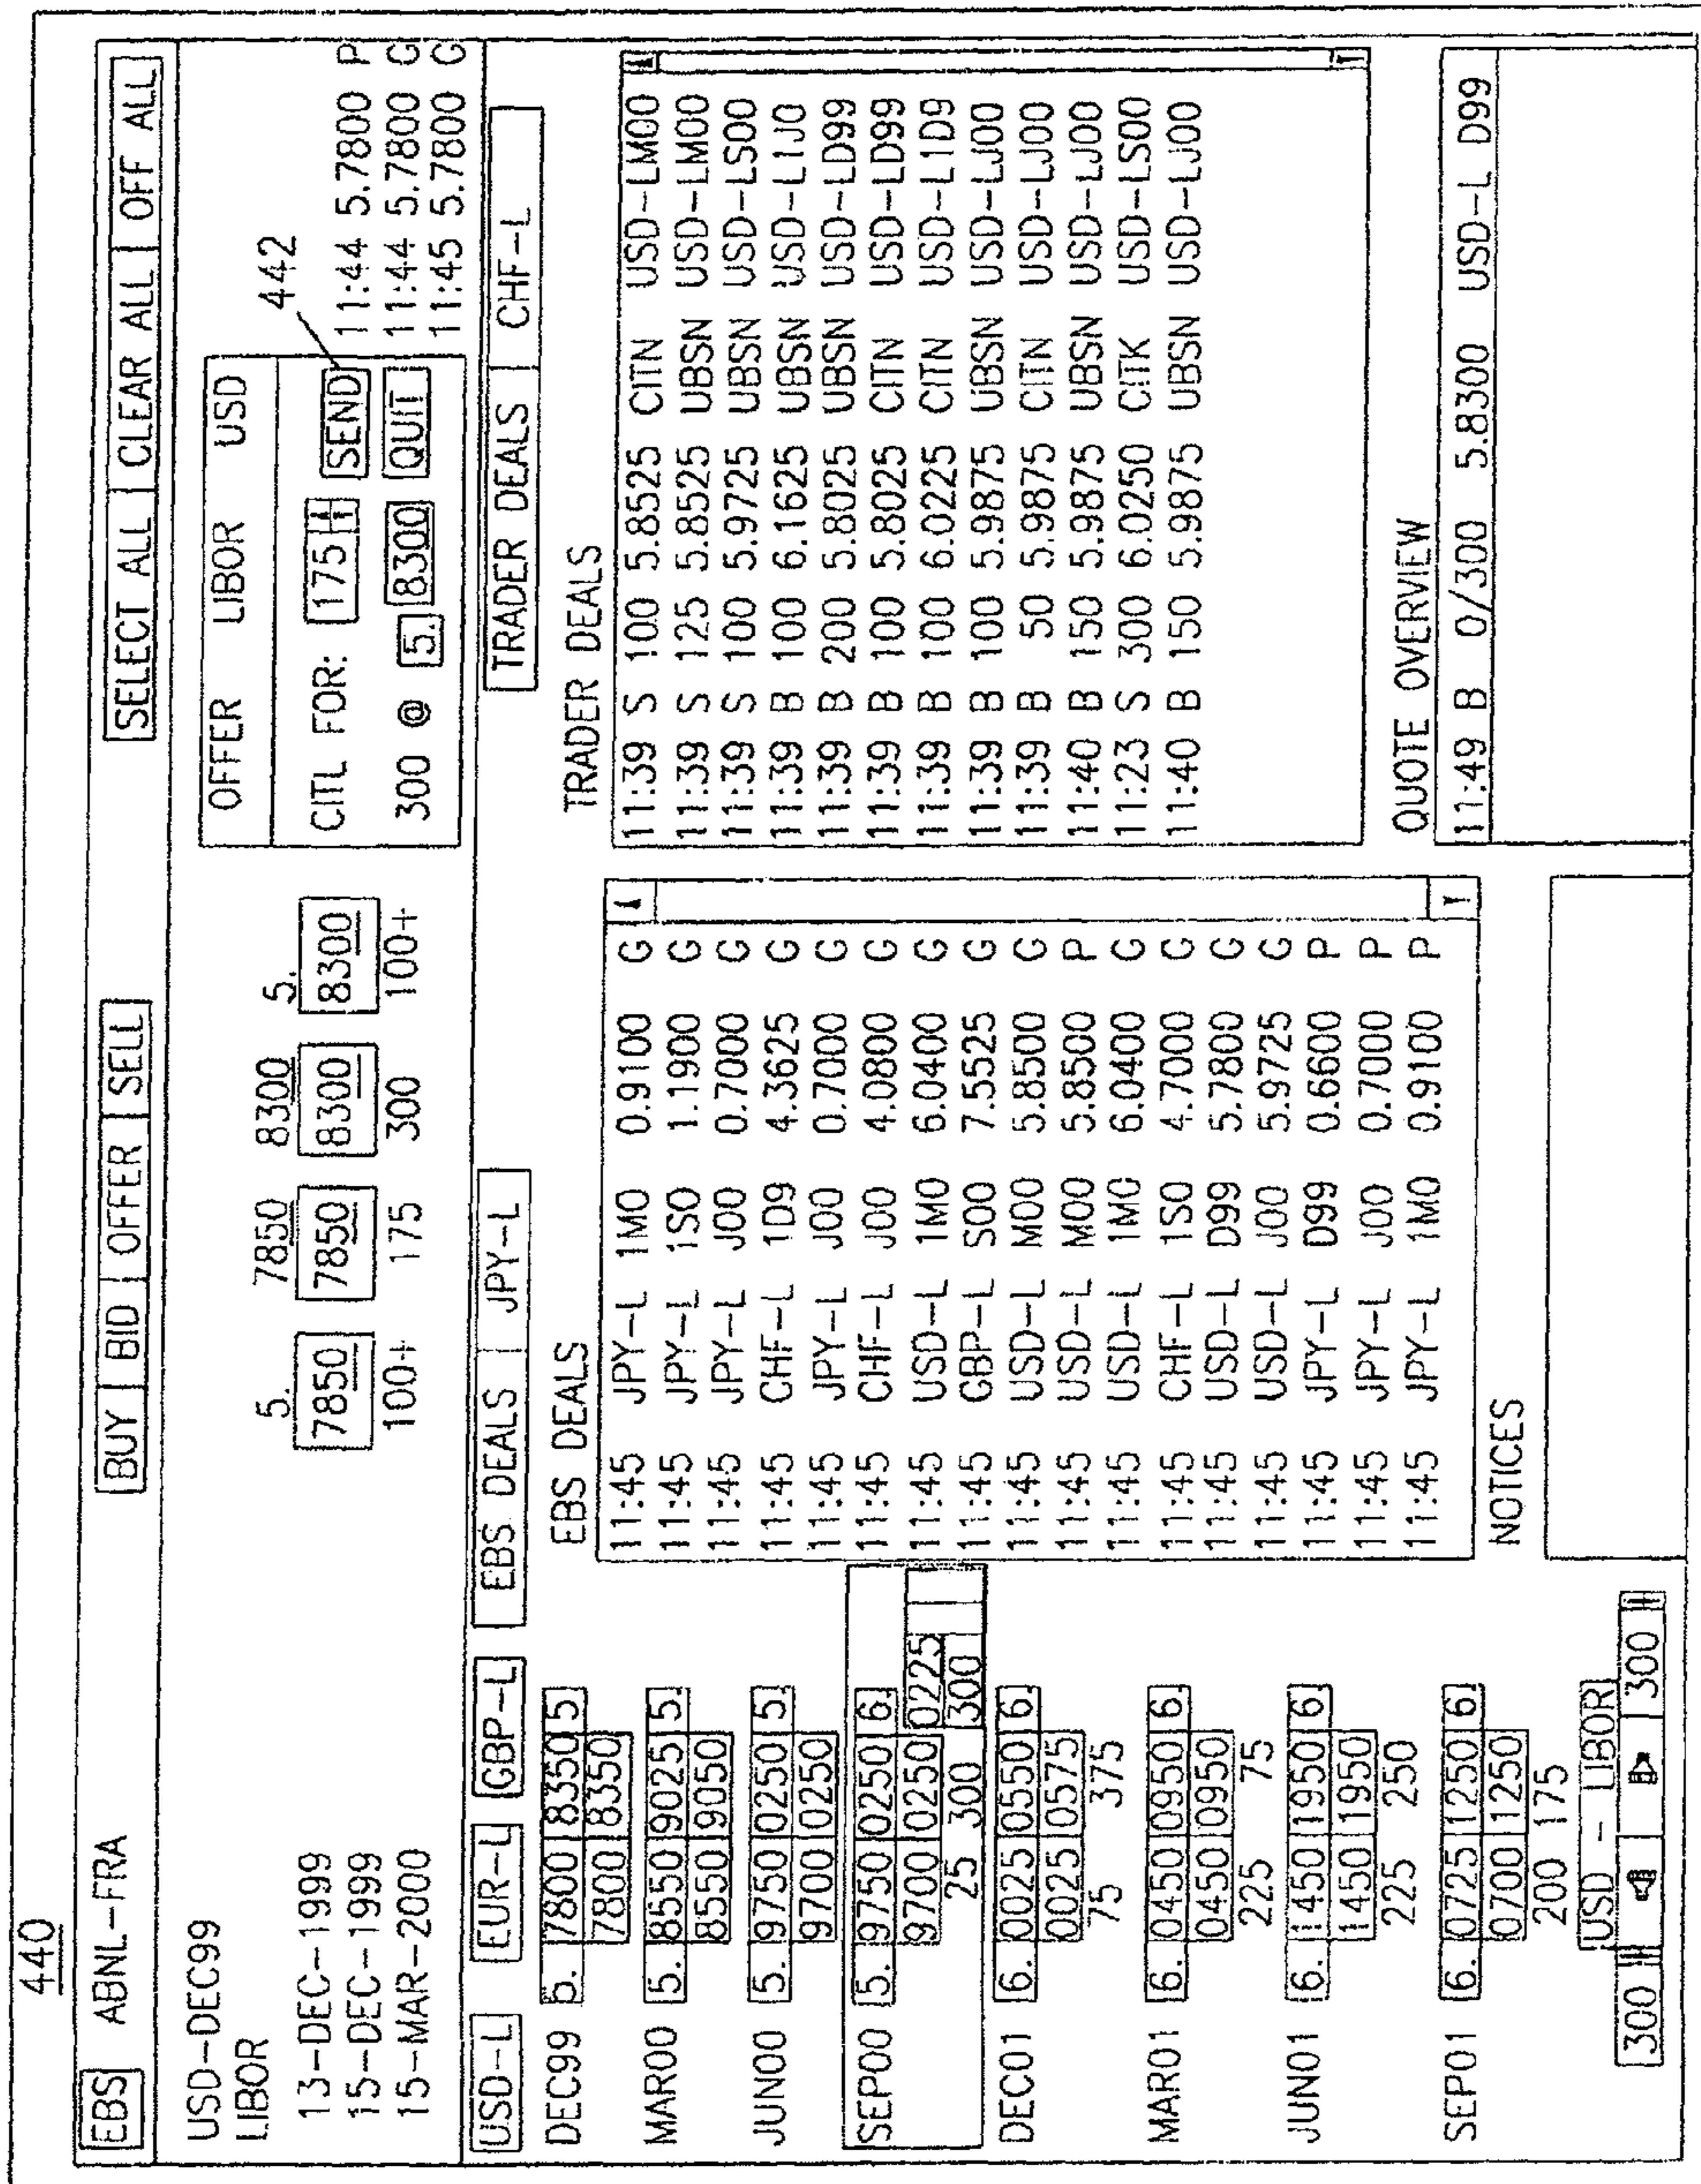 440
EBS ABNL-FRA BUY BID OFFER SELL SELECT ALL CLEAR ALL OFF ALL
USD-DEC99
LIBOR
13-DEC-1999
15-DEC-1999
15-MAR-2000
5. 7850 8300 5.
7850 7850 8300 8300
100+ 175 300 100+
OFFER LIBOR USD
CITL FOR: 175 SEND
300 @ 5. 8300 QUIT
442
11:44 5.7800 P
11:44 5.7800 G
11:45 5.7800 G
USD-L EUR-L GBP-L EBS DEALS JPY-L TRADER DEALS CHF-L
DEC99 5. 7800 8350 5
7800 8350
MAR00 5. 8550 9025 5
8550 9050
JUN00 5. 9750 0250 5
9700 0250
SEP00 5. 9750 0250 6
9700 0250 0225
25 300 300
DEC01 6. 0025 0550 6
0025 0575
75 375
MAR01 6. 0450 0950 6
0450 0950
225 75
JUN01 6. 1450 1950 6
1450 1950
225 250
SEP01 6. 0725 1250 6
0700 1250
200 175
USD - LIBOR
300 300
EBS DEALS
11:45 JPY-L 1M0 0.9100 G
11:45 JPY-L 1S0 1.1900 G
11:45 JPY-L J00 0.7000 G
11:45 CHF-L 1D9 4.3625 G
11:45 JPY-L J00 0.7000 G
11:45 CHF-L J00 4.0800 G
11:45 USD-L 1M0 6.0400 G
11:45 GBP-L S00 7.5525 G
11:45 USD-L M00 5.8500 G
11:45 USD-L M00 5.8500 P
11:45 USD-L 1M0 6.0400 G
11:45 CHF-L 1S0 4.7000 G
11:45 USD-L D99 5.7800 G
11:45 USD-L J00 5.9725 G
11:45 JPY-L D99 0.6600 P
11:45 JPY-L J00 0.7000 P
11:45 JPY-L 1M0 0.9100 P
NOTICES
TRADER DEALS
11:39 S 100 5.8525 CITN USD-LM00
11:39 S 125 5.8525 UBSN USD-LM00
11:39 S 100 5.9725 UBSN USD-LS00
11:39 B 100 6.1625 UBSN USD-L1J0
11:39 B 200 5.8025 UBSN USD-LD99
11:39 B 100 5.8025 CITN USD-LD99
11:39 B 100 6.0225 CITN USD-L1D9
11:39 B 100 5.9875 UBSN USD-LJ00
11:39 B 50 5.9875 CITN USD-LJ00
11:40 B 150 5.9875 UBSN USD-LJ00
11:23 S 300 6.0250 CITK USD-LS00
11:40 B 150 5.9875 UBSN USD-LJ00
QUOTE OVERVIEW
11:49 B 0/300 5.8300 USD-L D99